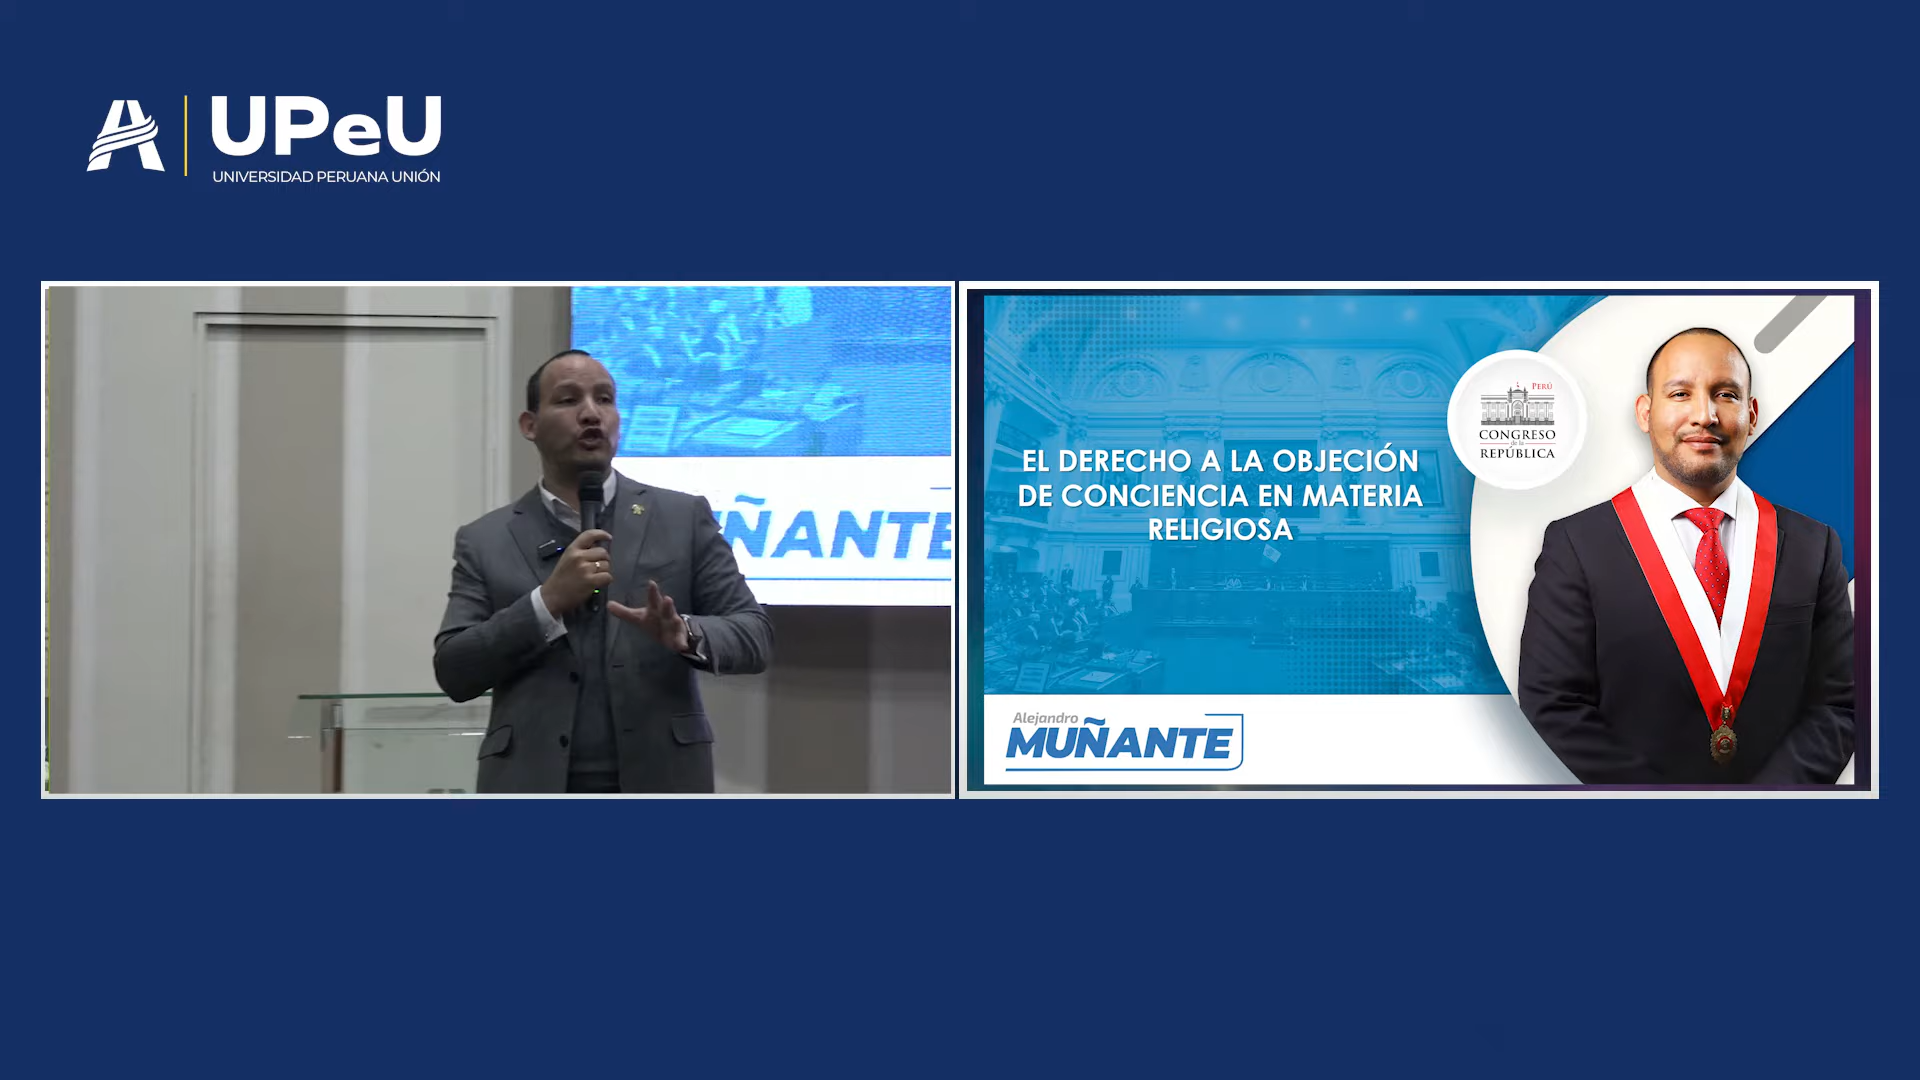 UPeU
UNIVERSIDAD PERUANA UNIÓN
ÑANTE
EL DERECHO A LA OBJECIÓN
DE CONCIENCIA EN MATERIA
RELIGIOSA
PERÚ
CONGRESO
de la
REPÚBLICA
Alejandro
MUÑANTE